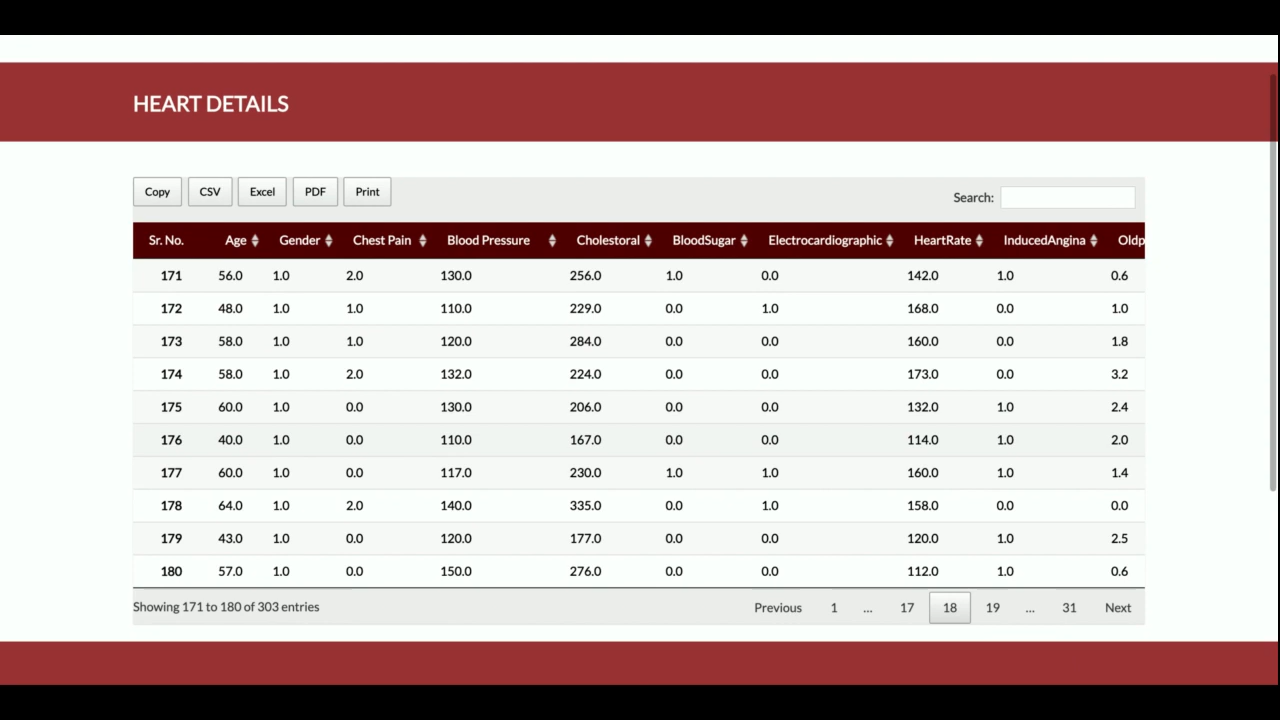 HEART DETAILS
Copy CSV Excel PDF Print Search:
Sr. No. Age Gender Chest Pain Blood Pressure Cholestoral BloodSugar Electrocardiographic HeartRate InducedAngina Oldp
171 56.0 1.0 2.0 130.0 256.0 1.0 0.0 142.0 1.0 0.6
172 48.0 1.0 1.0 110.0 229.0 0.0 1.0 168.0 0.0 1.0
173 58.0 1.0 1.0 120.0 284.0 0.0 0.0 160.0 0.0 1.8
174 58.0 1.0 2.0 132.0 224.0 0.0 0.0 173.0 0.0 3.2
175 60.0 1.0 0.0 130.0 206.0 0.0 0.0 132.0 1.0 2.4
176 40.0 1.0 0.0 110.0 167.0 0.0 0.0 114.0 1.0 2.0
177 60.0 1.0 0.0 117.0 230.0 1.0 1.0 160.0 1.0 1.4
178 64.0 1.0 2.0 140.0 335.0 0.0 1.0 158.0 0.0 0.0
179 43.0 1.0 0.0 120.0 177.0 0.0 0.0 120.0 1.0 2.5
180 57.0 1.0 0.0 150.0 276.0 0.0 0.0 112.0 1.0 0.6
Showing 171 to 180 of 303 entries Previous 1 ... 17 18 19 ... 31 Next